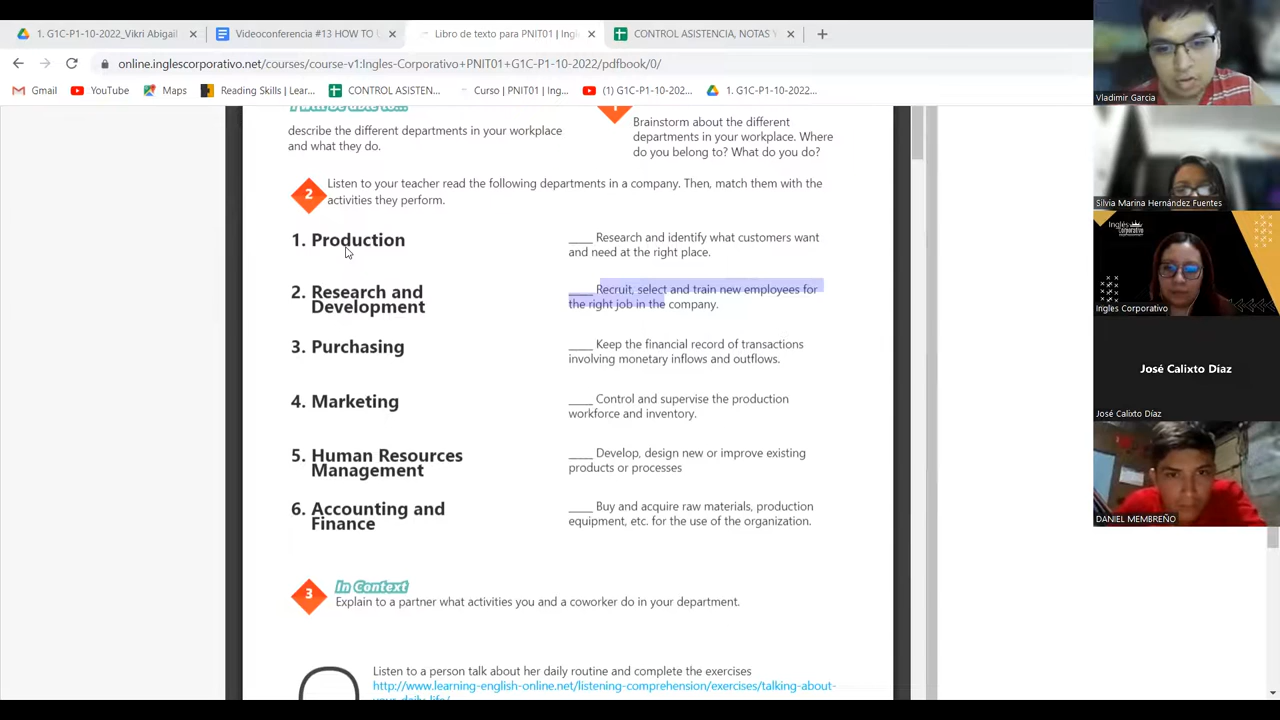 1. G1C-P1-10-2022_Vikri Abigail
Videoconferencia #13 HOW TO
Libro de texto para PNIT01 | Ingl
CONTROL ASISTENCIA, NOTAS Y
online.inglescorporativo.net/courses/course-v1:Ingles-Corporativo+PNIT01+G1C-P1-10-2022/pdfbook/0/
Gmail
YouTube
Maps
Reading Skills | Lear...
CONTROL ASISTEN...
Curso | PNIT01 | Ing...
(1) G1C-P1-10-202...
1. G1C-P1-10-2022...
I will be able to...
describe the different departments in your workplace
and what they do.
1
Brainstorm about the different
departments in your workplace. Where
do you belong to? What do you do?
2
Listen to your teacher read the following departments in a company. Then, match them with the
activities they perform.
1. Production
____ Research and identify what customers want
and need at the right place.
2. Research and
Development
____ Recruit, select and train new employees for
the right job in the company.
3. Purchasing
____ Keep the financial record of transactions
involving monetary inflows and outflows.
4. Marketing
____ Control and supervise the production
workforce and inventory.
5. Human Resources
Management
____ Develop, design new or improve existing
products or processes
6. Accounting and
Finance
____ Buy and acquire raw materials, production
equipment, etc. for the use of the organization.
3
In Context
Explain to a partner what activities you and a coworker do in your department.
Listen to a person talk about her daily routine and complete the exercises
http://www.learning-english-online.net/listening-comprehension/exercises/talking-about-
your-daily-life/
Vladimir Garcia
Silvia Marina Hernández Fuentes
Inglés
Corporativo
Ingles Corporativo
José Calixto Díaz
José Calixto Díaz
DANIEL MEMBREÑO